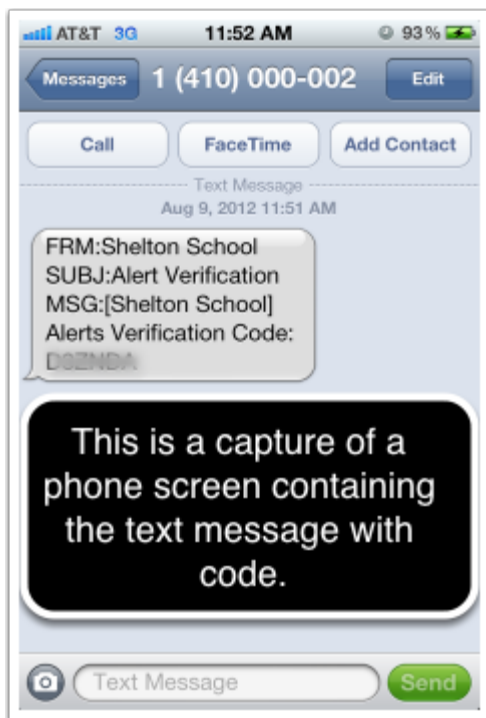 AT&T 3G 11:52 AM 93%
Messages 1 (410) 000-002 Edit
Call FaceTime Add Contact
Text Message
Aug 9, 2012 11:51 AM
FRM:Shelton School
SUBJ:Alert Verification
MSG:[Shelton School]
Alerts Verification Code:
This is a capture of a
phone screen containing
the text message with
code.
Text Message Send